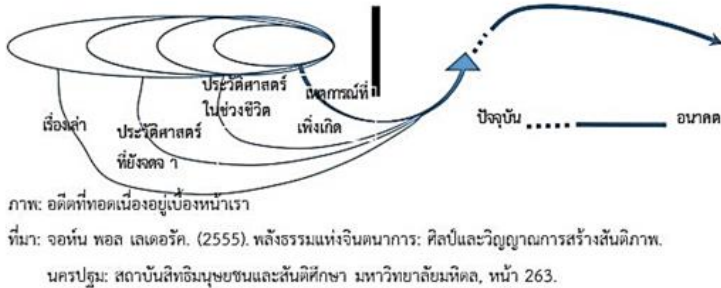 ประวัติศาสตร์
ในช่วงชีวิต
เหตุการณ์ที่
เพิ่งเกิด
เรื่องเล่า
ประวัติศาสตร์
ที่ยังจดจ ำ
ปัจจุบัน
อนาคต
ภาพ: อดีตที่ทอดเนื่องอยู่เบื้องหน้าเรา
ที่มา: จอห์น พอล เลเดอรัค. (2555). พลังธรรมแห่งจินตนาการ: ศิลป์และวิญญาณการสร้างสันติภาพ.
นครปฐม: สถาบันสิทธิมนุษยชนและสันติศึกษา มหาวิทยาลัยมหิดล, หน้า 263.